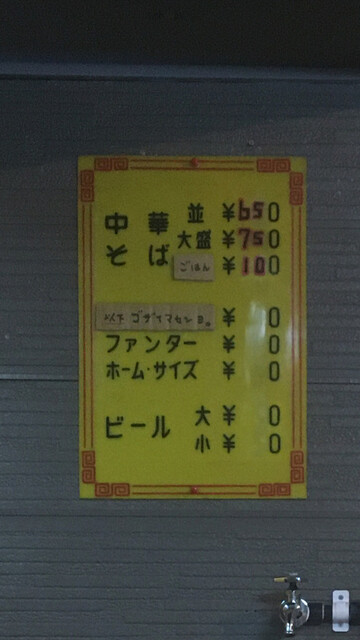 中華そば 並 ¥650
大盛 ¥750
ごはん ¥100
以下 ゴザイマセン ¥ 0
ファンター ¥ 0
ホーム・サイズ ¥ 0
ビール 大 ¥ 0
小 ¥ 0